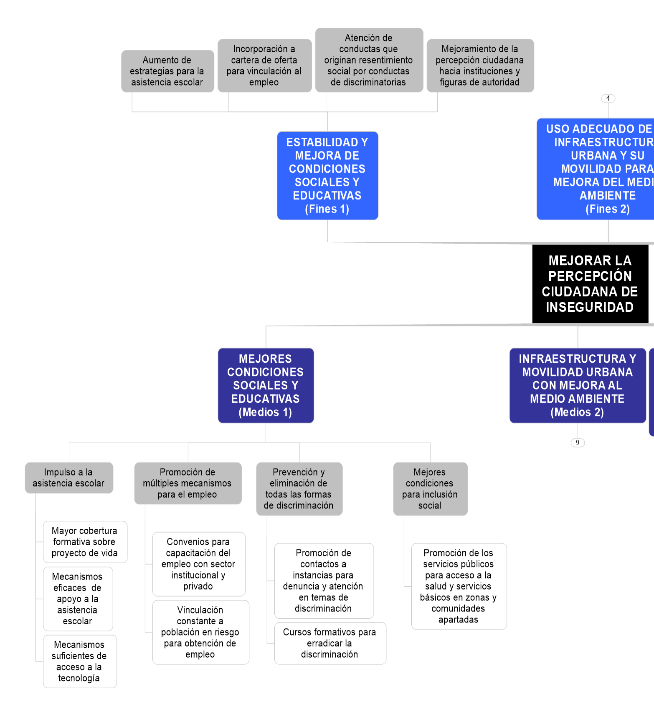 Aumento de
estrategias para la
asistencia escolar
Incorporación a
cartera de oferta
para vinculación al
empleo
Atención de
conductas que
originan resentimiento
social por conductas
de discriminatorias
Mejoramiento de la
percepción ciudadana
hacia instituciones y
figuras de autoridad
ESTABILIDAD Y
MEJORA DE
CONDICIONES
SOCIALES Y
EDUCATIVAS
(Fines 1)
USO ADECUADO DE
INFRAESTRUCTUR
URBANA Y SU
MOVILIDAD PARA
MEJORA DEL MEDI
AMBIENTE
(Fines 2)
MEJORAR LA
PERCEPCIÓN
CIUDADANA DE
INSEGURIDAD
MEJORES
CONDICIONES
SOCIALES Y
EDUCATIVAS
(Medios 1)
INFRAESTRUCTURA Y
MOVILIDAD URBANA
CON MEJORA AL
MEDIO AMBIENTE
(Medios 2)
9
Impulso a la
asistencia escolar
Mayor cobertura
formativa sobre
proyecto de vida
Mecanismos
eficaces de
apoyo a la
asistencia
escolar
Mecanismos
suficientes de
acceso a la
tecnología
Promoción de
múltiples mecanismos
para el empleo
Convenios para
capacitación del
empleo con sector
institucional y
privado
Vinculación
constante a
población en riesgo
para obtención de
empleo
Prevención y
eliminación de
todas las formas
de discriminación
Promoción de
contactos a
instancias para
denuncia y atención
en temas de
discriminación
Cursos formativos para
erradicar la
discriminación
Mejores
condiciones
para inclusión
social
Promoción de los
servicios públicos
para acceso a la
salud y servicios
básicos en zonas y
comunidades
apartadas